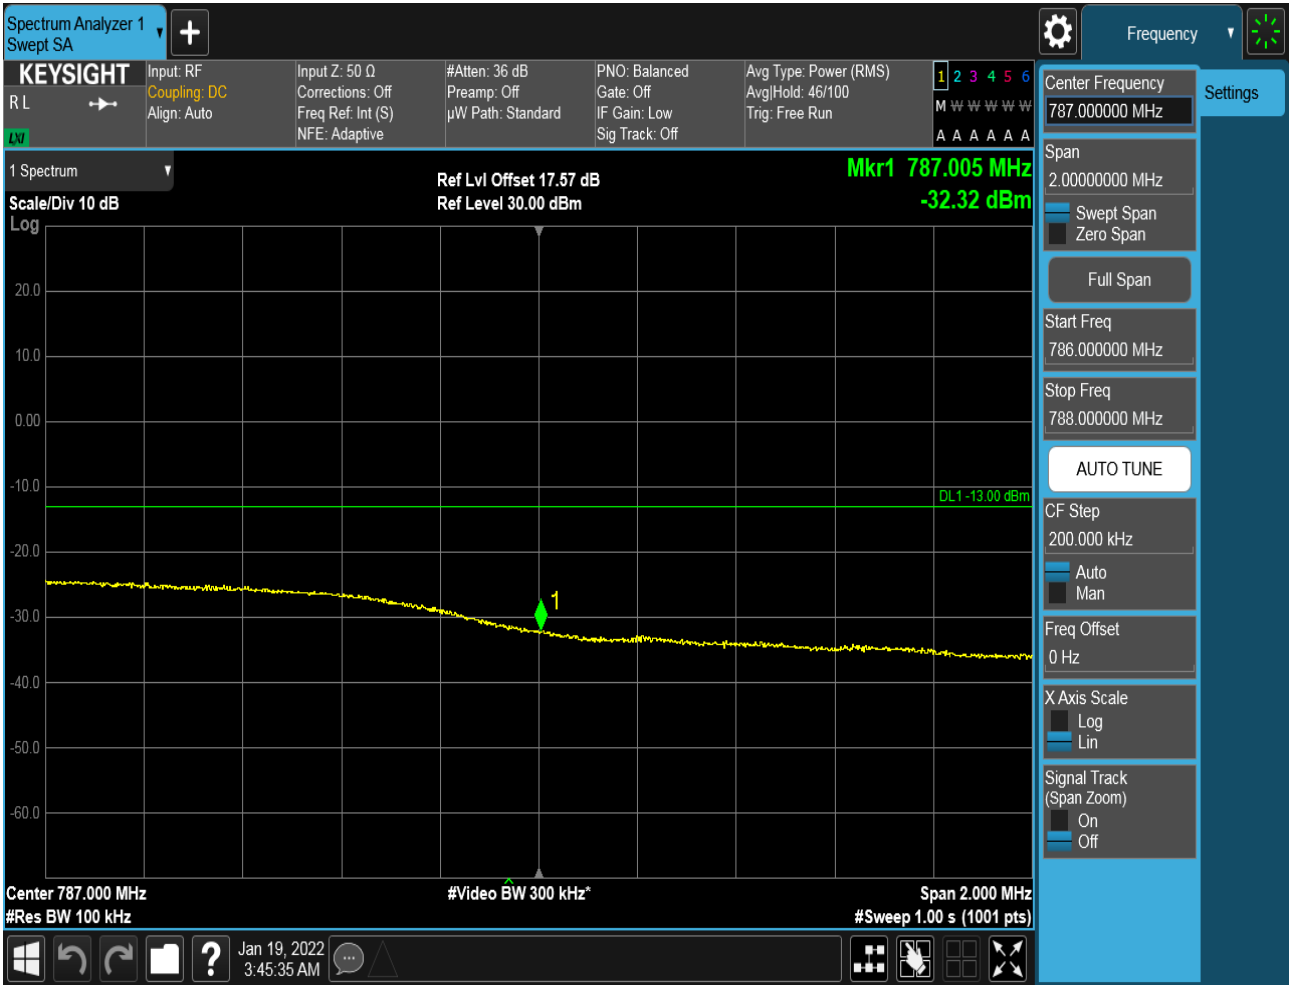 Spectrum Analyzer 1
Swept SA
Frequency
KEYSIGHT
R L
LXI
Input: RF
Coupling: DC
Align: Auto
Input Z: 50 Ω
Corrections: Off
Freq Ref: Int (S)
NFE: Adaptive
#Atten: 36 dB
Preamp: Off
µW Path: Standard
PNO: Balanced
Gate: Off
IF Gain: Low
Sig Track: Off
Avg Type: Power (RMS)
Avg|Hold: 46/100
Trig: Free Run
1 2 3 4 5 6
M W W W W W
A A A A A A
1 Spectrum
Scale/Div 10 dB
Log
Ref Lvl Offset 17.57 dB
Ref Level 30.00 dBm
Mkr1 787.005 MHz
-32.32 dBm
20.0
10.0
0.00
-10.0
-20.0
-30.0
-40.0
-50.0
-60.0
DL1 -13.00 dBm
1
Center 787.000 MHz
#Res BW 100 kHz
#Video BW 300 kHz*
Span 2.000 MHz
#Sweep 1.00 s (1001 pts)
Center Frequency
787.000000 MHz
Span
2.00000000 MHz
Swept Span
Zero Span
Full Span
Start Freq
786.000000 MHz
Stop Freq
788.000000 MHz
AUTO TUNE
CF Step
200.000 kHz
Auto
Man
Freq Offset
0 Hz
X Axis Scale
Log
Lin
Signal Track
(Span Zoom)
On
Off
Settings
?
Jan 19, 2022
3:45:35 AM